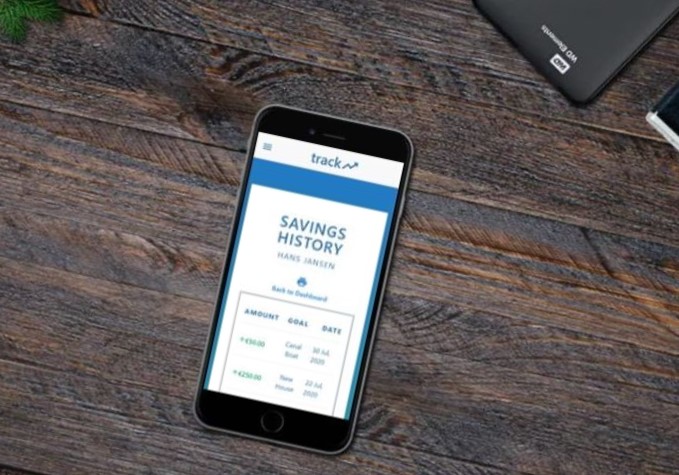 WD Elements
WD
track
SAVINGS
HISTORY
HANS JANSEN
Back to Dashboard
AMOUNT GOAL DATE
+€50.00 Canal Boat 30 Jul, 2020
+€250.00 New House 22 Jul, 2020